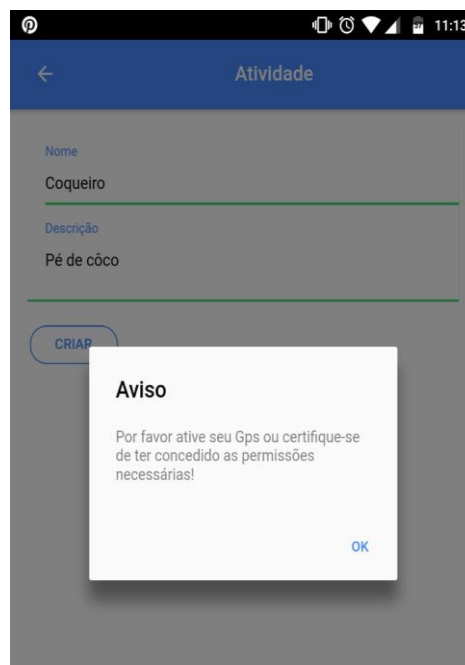 11:13
Atividade
Nome
Coqueiro
Descrição
Pé de côco
CRIAR
Aviso
Por favor ative seu Gps ou certifique-se
de ter concedido as permissões
necessárias!
OK